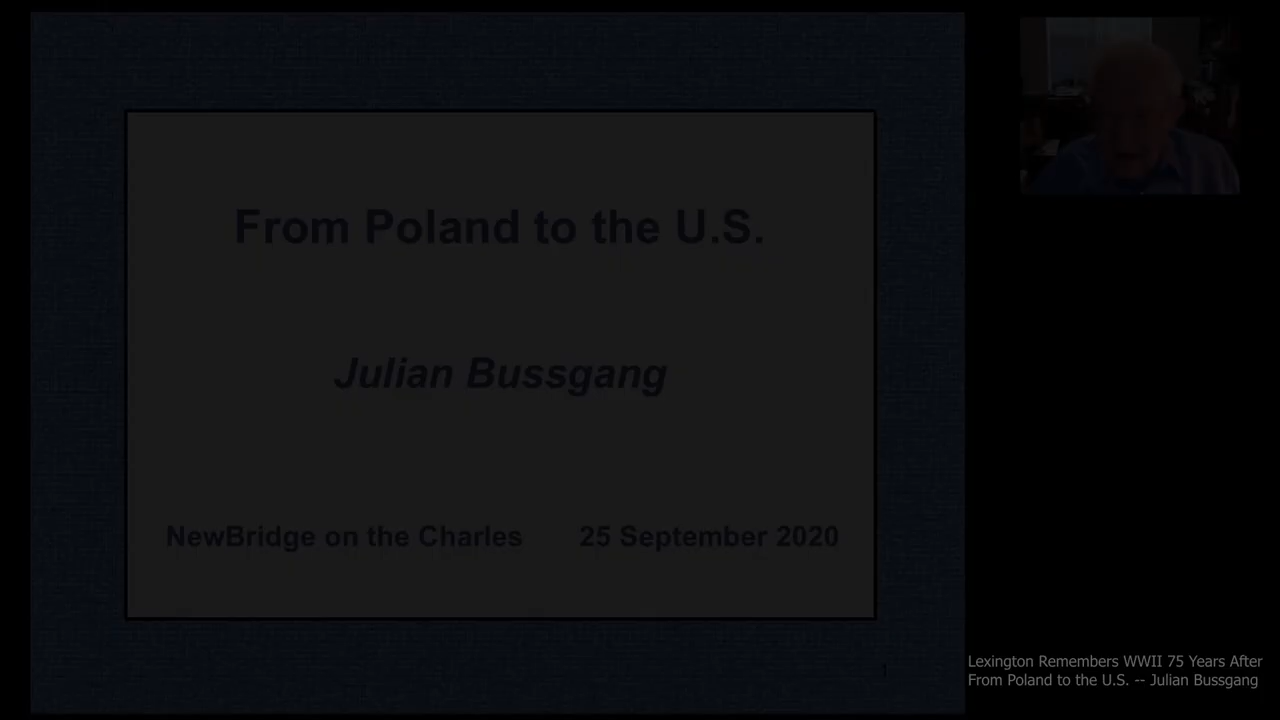 From Poland to the U.S.
Julian Bussgang
NewBridge on the Charles 25 September 2020
1
Lexington Remembers WWII 75 Years After
From Poland to the U.S. -- Julian Bussgang